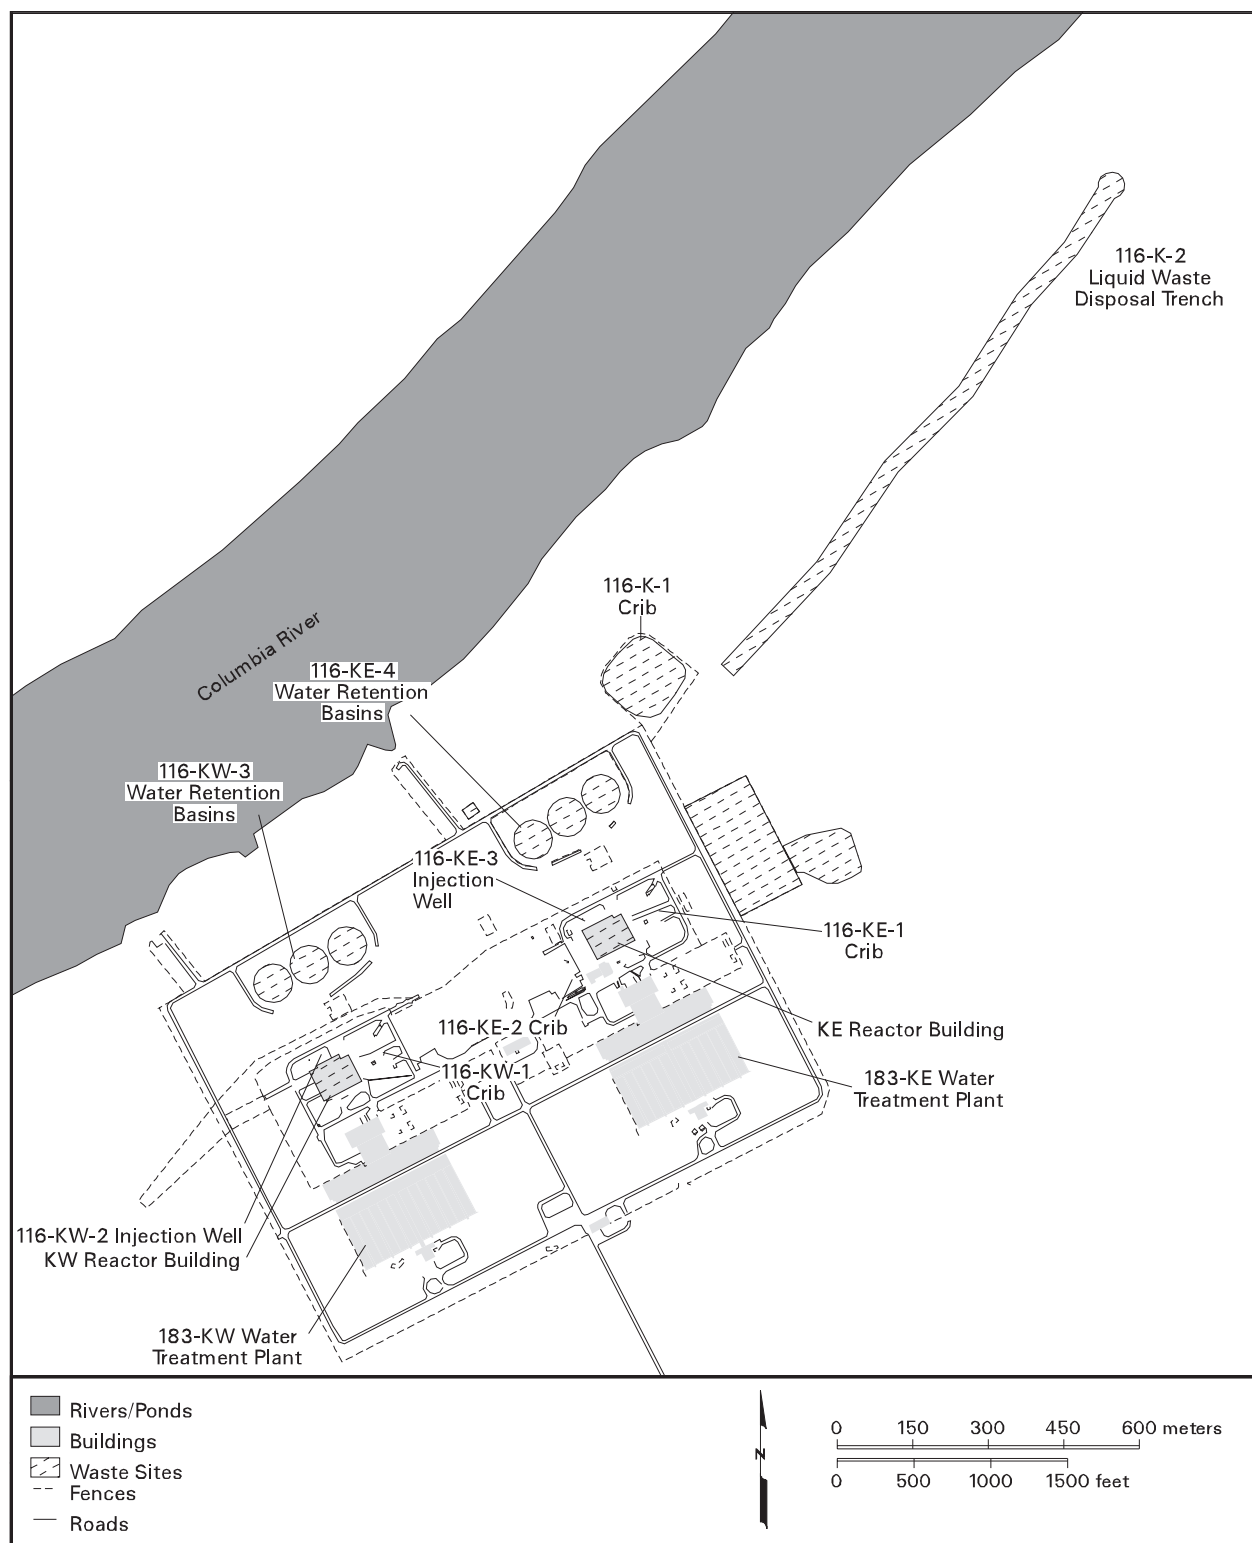 116-K-2
Liquid Waste
Disposal Trench
116-K-1
Crib
Columbia River
116-KE-4
Water Retention
Basins
116-KW-3
Water Retention
Basins
116-KE-3
Injection
Well
116-KE-1
Crib
116-KE-2 Crib
KE Reactor Building
116-KW-1
Crib
183-KE Water
Treatment Plant
116-KW-2 Injection Well
KW Reactor Building
183-KW Water
Treatment Plant
Rivers/Ponds
Buildings
Waste Sites
Fences
Roads
N
0 150 300 450 600 meters
0 500 1000 1500 feet